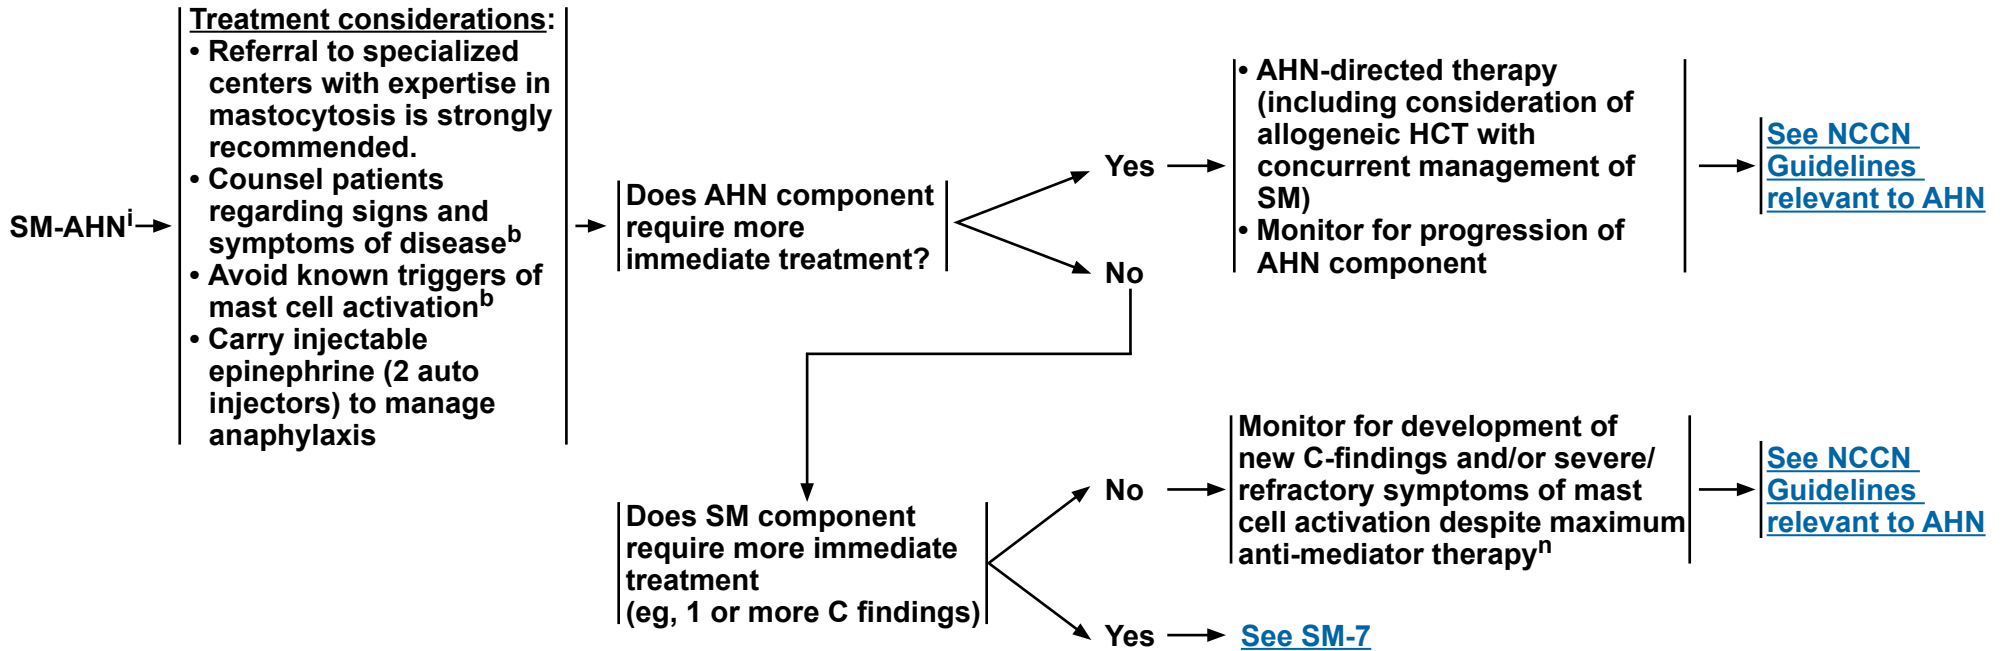 SM-AHNⁱ
Treatment considerations:
• Referral to specialized
centers with expertise in
mastocytosis is strongly
recommended.
• Counsel patients
regarding signs and
symptoms of diseaseᵇ
• Avoid known triggers of
mast cell activationᵇ
• Carry injectable
epinephrine (2 auto
injectors) to manage
anaphylaxis
Does AHN component
require more
immediate treatment?
Yes
• AHN-directed therapy
(including consideration of
allogeneic HCT with
concurrent management of
SM)
• Monitor for progression of
AHN component
See NCCN
Guidelines
relevant to AHN
No
Does SM component
require more immediate
treatment
(eg, 1 or more C findings)
No
Monitor for development of
new C-findings and/or severe/
refractory symptoms of mast
cell activation despite maximum
anti-mediator therapyⁿ
See NCCN
Guidelines
relevant to AHN
Yes
See SM-7